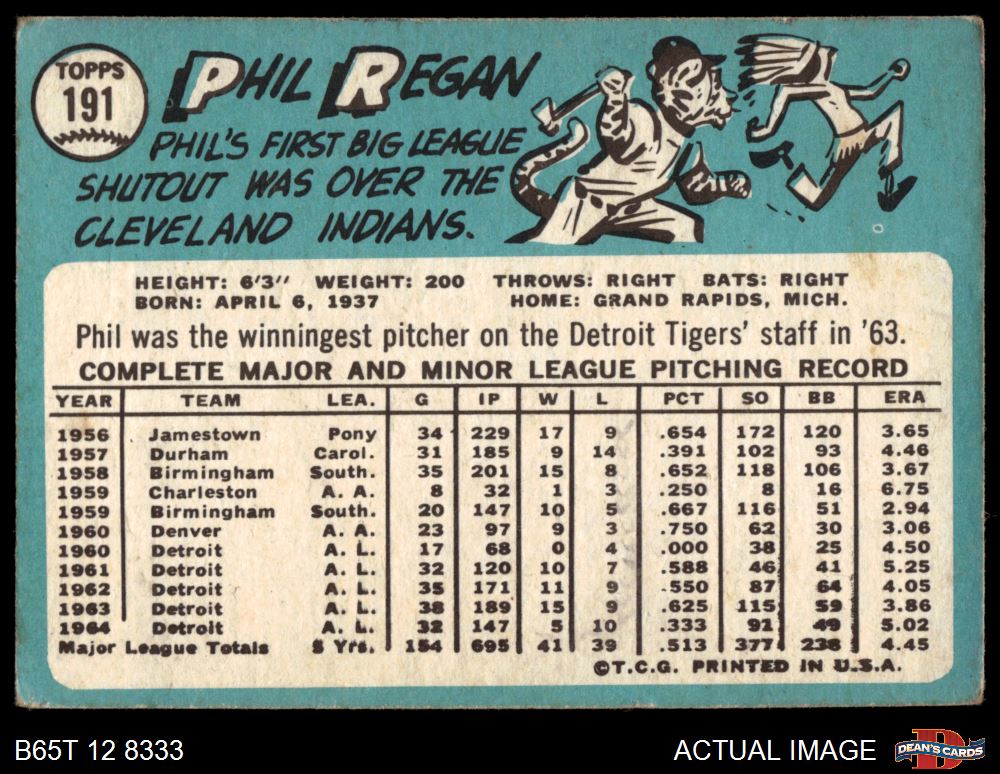 TOPPS
191
PHIL REGAN
PHIL'S FIRST BIG LEAGUE
SHUTOUT WAS OVER THE
CLEVELAND INDIANS.
HEIGHT: 6'3" WEIGHT: 200 THROWS: RIGHT BATS: RIGHT
BORN: APRIL 6, 1937 HOME: GRAND RAPIDS, MICH.
Phil was the winningest pitcher on the Detroit Tigers' staff in '63.
COMPLETE MAJOR AND MINOR LEAGUE PITCHING RECORD
YEAR TEAM LEA. G IP W L PCT SO BB ERA
1956 Jamestown Pony 34 229 17 9 .654 172 120 3.65
1957 Durham Carol. 31 185 9 14 .391 102 93 4.46
1958 Birmingham South. 35 201 15 8 .652 118 106 3.67
1959 Charleston A. A. 8 32 1 3 .250 8 16 6.75
1959 Birmingham South. 20 147 10 5 .667 116 51 2.94
1960 Denver A. A. 23 97 9 3 .750 62 30 3.06
1960 Detroit A. L. 17 68 0 4 .000 38 25 4.50
1961 Detroit A. L. 32 120 10 7 .588 46 41 5.25
1962 Detroit A. L. 35 171 11 9 .550 87 64 4.05
1963 Detroit A. L. 38 189 15 9 .625 115 59 3.86
1964 Detroit A. L. 32 147 5 10 .333 91 49 5.02
Major League Totals 5 Yrs. 154 695 41 39 .513 377 238 4.45
©T.C.G. PRINTED IN U.S.A.
B65T 12 8333
ACTUAL IMAGE
DEAN'S CARDS